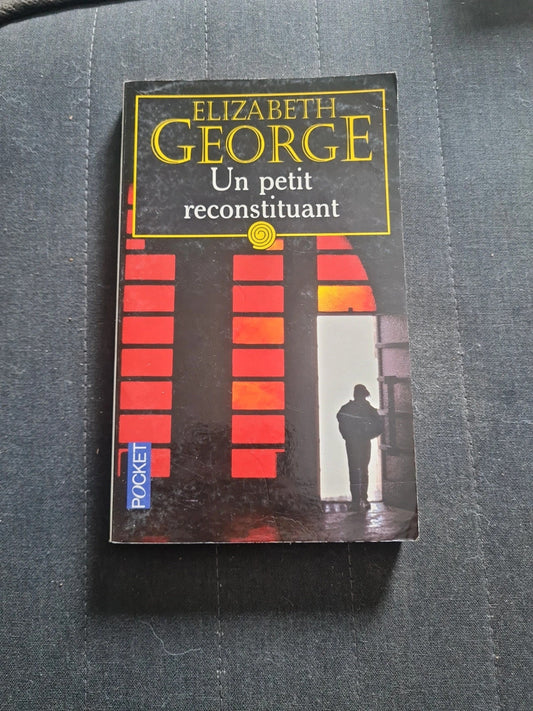 ELIZABETH
GEORGE
Un petit
reconstituant
POCKET